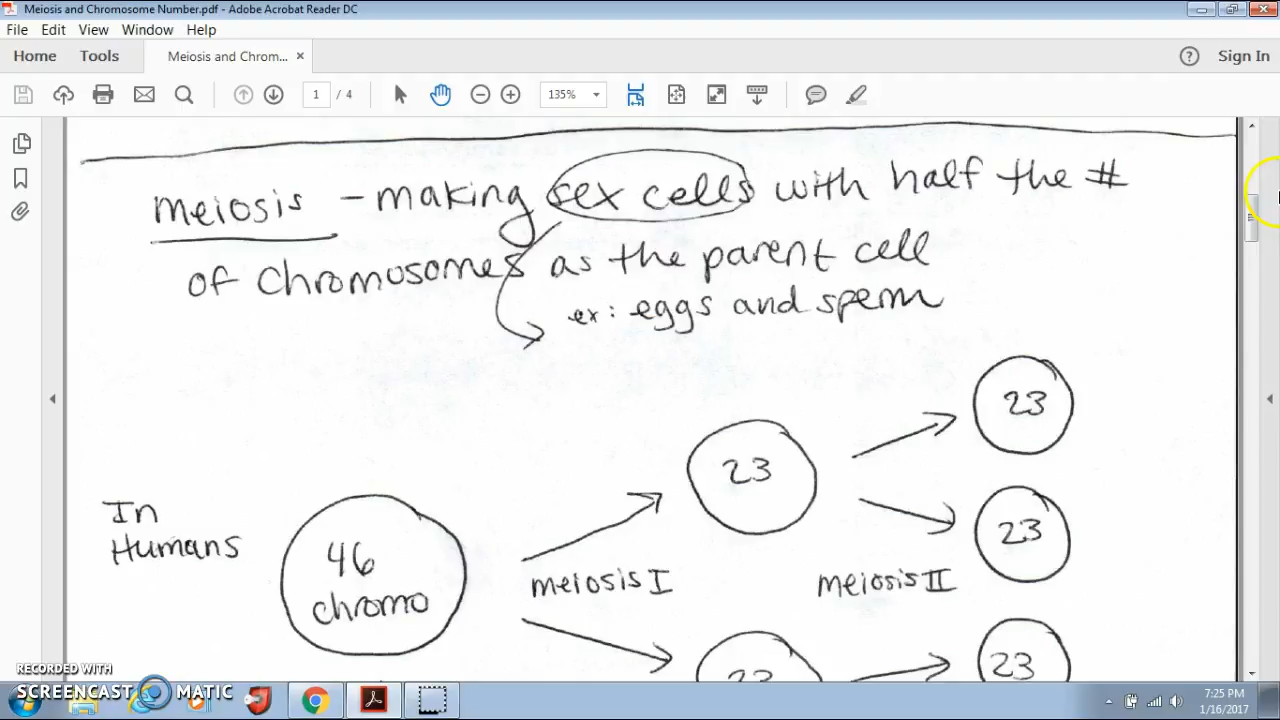 Meiosis and Chromosome Number.pdf - Adobe Acrobat Reader DC
File Edit View Window Help
Home Tools Meiosis and Chrom... × Sign In
1 / 4 135%
meiosis - making sex cells with half the #
of chromosomes as the parent cell
ex: eggs and sperm
23
23
In
Humans
46
chromo
23
meiosis I
meiosis II
23
23
RECORDED WITH
SCREENCAST MATIC
7:25 PM
1/16/2017